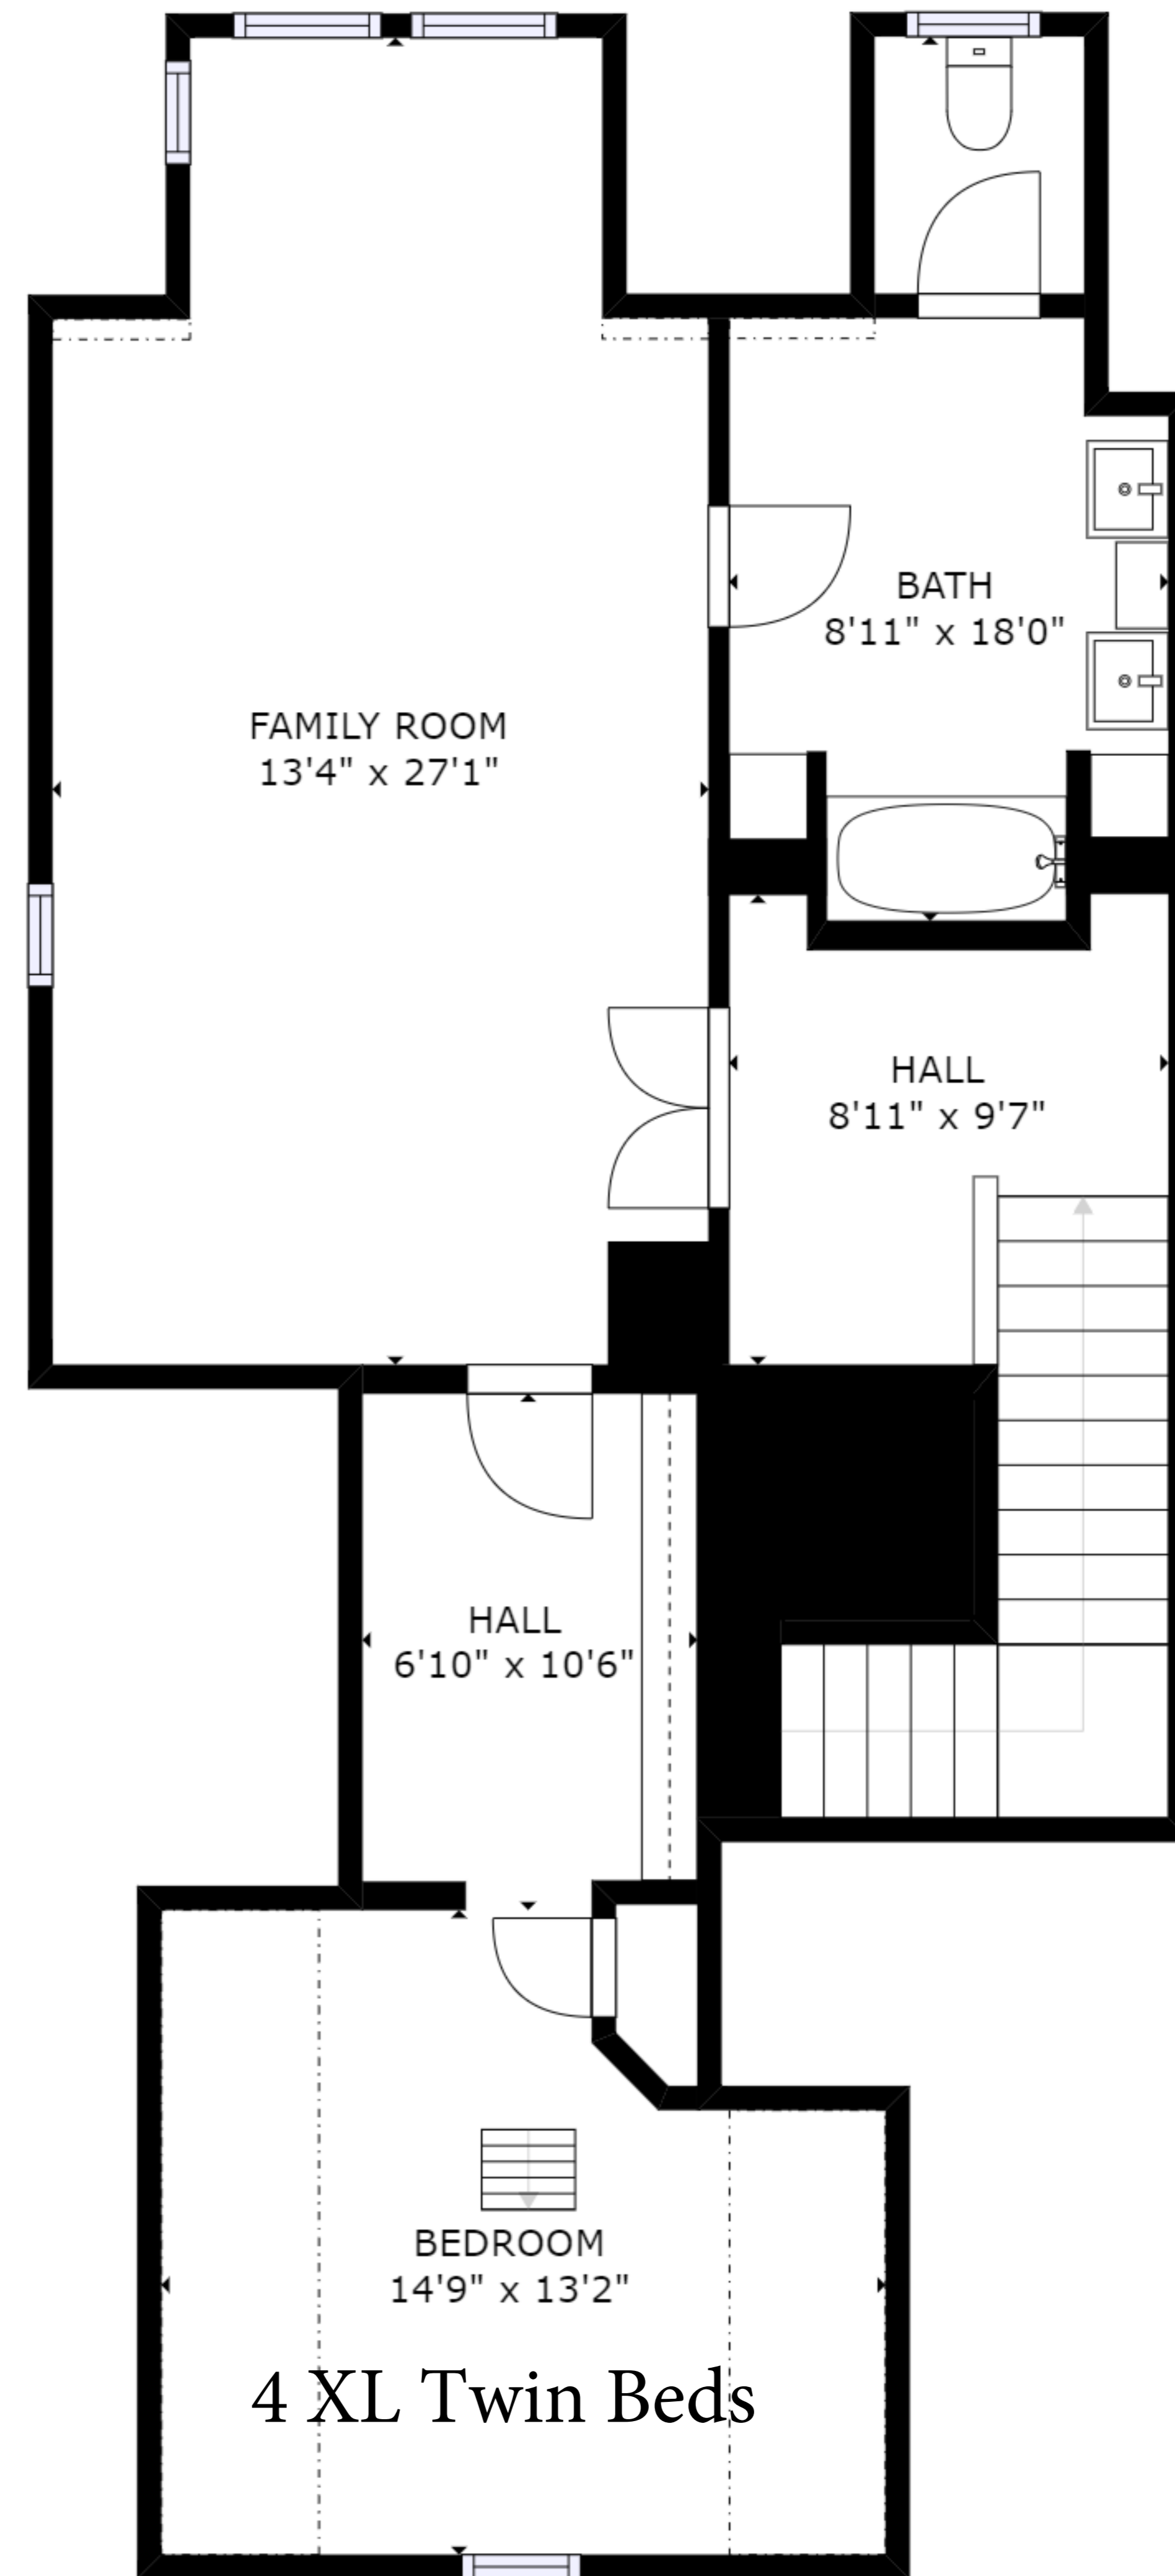 BATH
8'11" x 18'0"
FAMILY ROOM
13'4" x 27'1"
HALL
8'11" x 9'7"
HALL
6'10" x 10'6"
BEDROOM
14'9" x 13'2"
4 XL Twin Beds